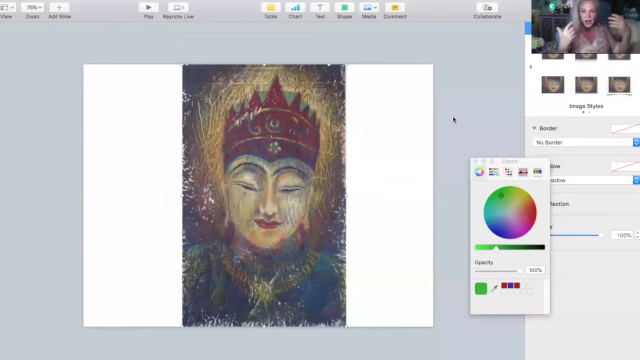 76%
View Zoom Add Slide Play Keynote Live Table Chart Text Shape Media Comment Collaborate
Image Styles
Border
No Border
Colors
100%
Opacity
100%